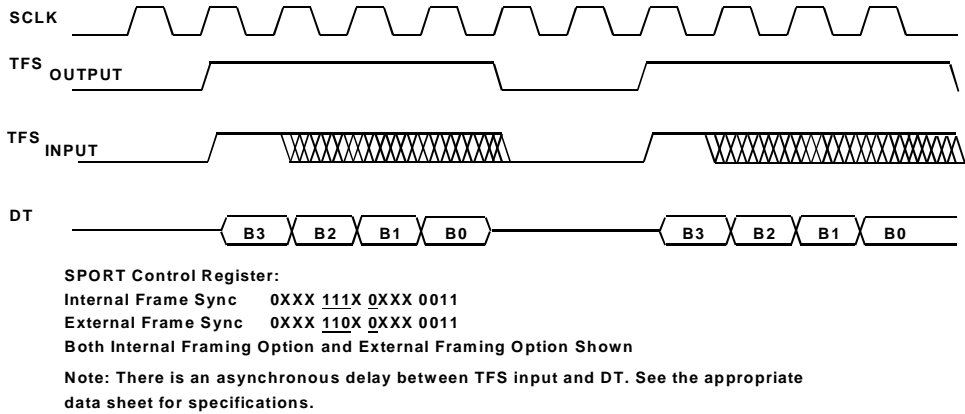 SCLK
TFS OUTPUT
TFS INPUT
DT
B3 B2 B1 B0 B3 B2 B1 B0
SPORT Control Register:
Internal Frame Sync 0XXX 111X 0XXX 0011
External Frame Sync 0XXX 110X 0XXX 0011
Both Internal Framing Option and External Framing Option Shown
Note: There is an asynchronous delay between TFS input and DT. See the appropriate
data sheet for specifications.